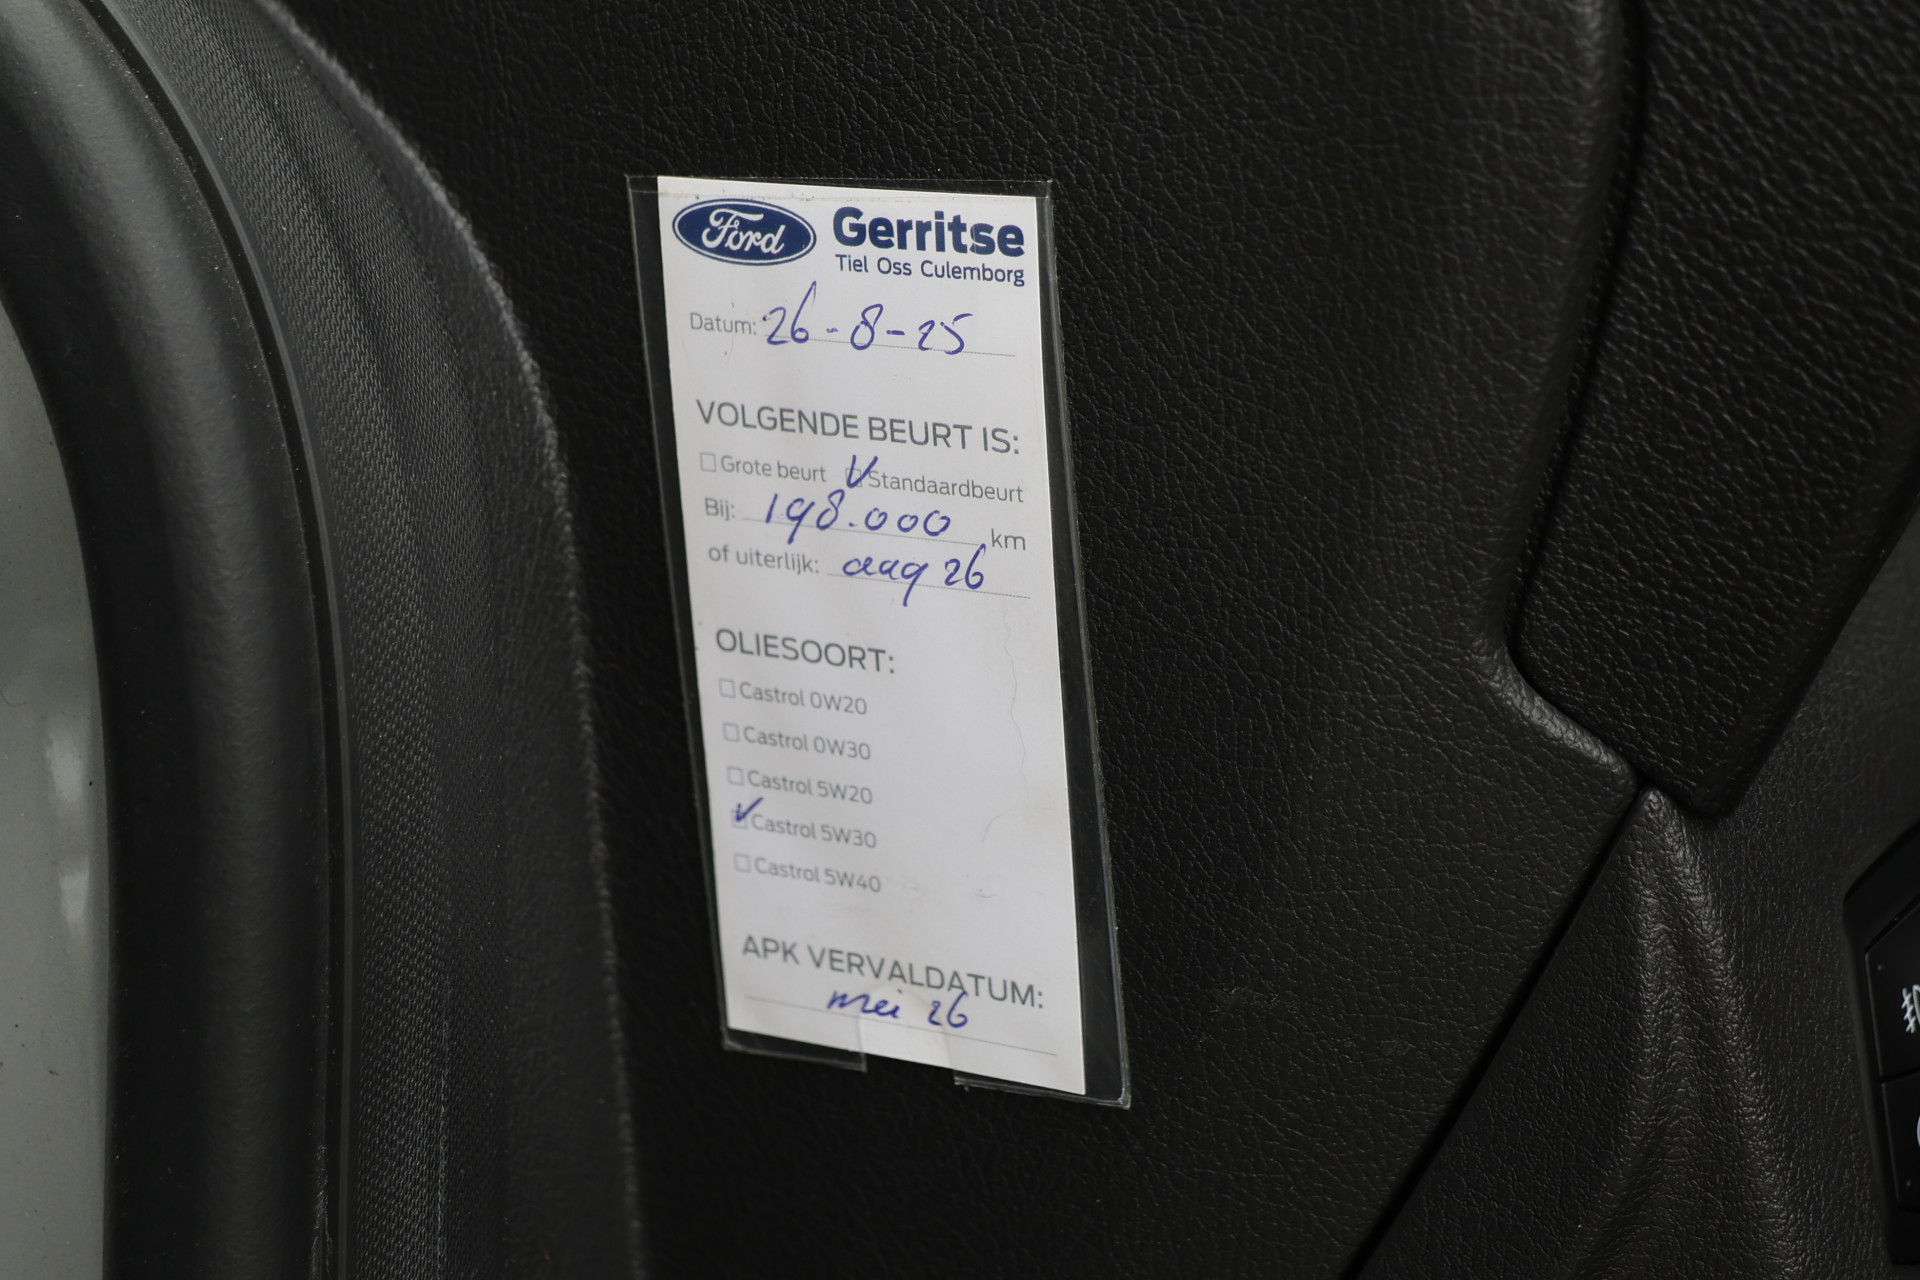 Ford Gerritse
Tiel Oss Culemborg
Datum: 26-8-25
VOLGENDE BEURT IS:
☐ Grote beurt ☑ Standaardbeurt
Bij: 198.000 km
of uiterlijk: aug 26
OLIESOORT:
☐ Castrol 0W20
☐ Castrol 0W30
☐ Castrol 5W20
☑ Castrol 5W30
☐ Castrol 5W40
APK VERVALDATUM:
mei 26